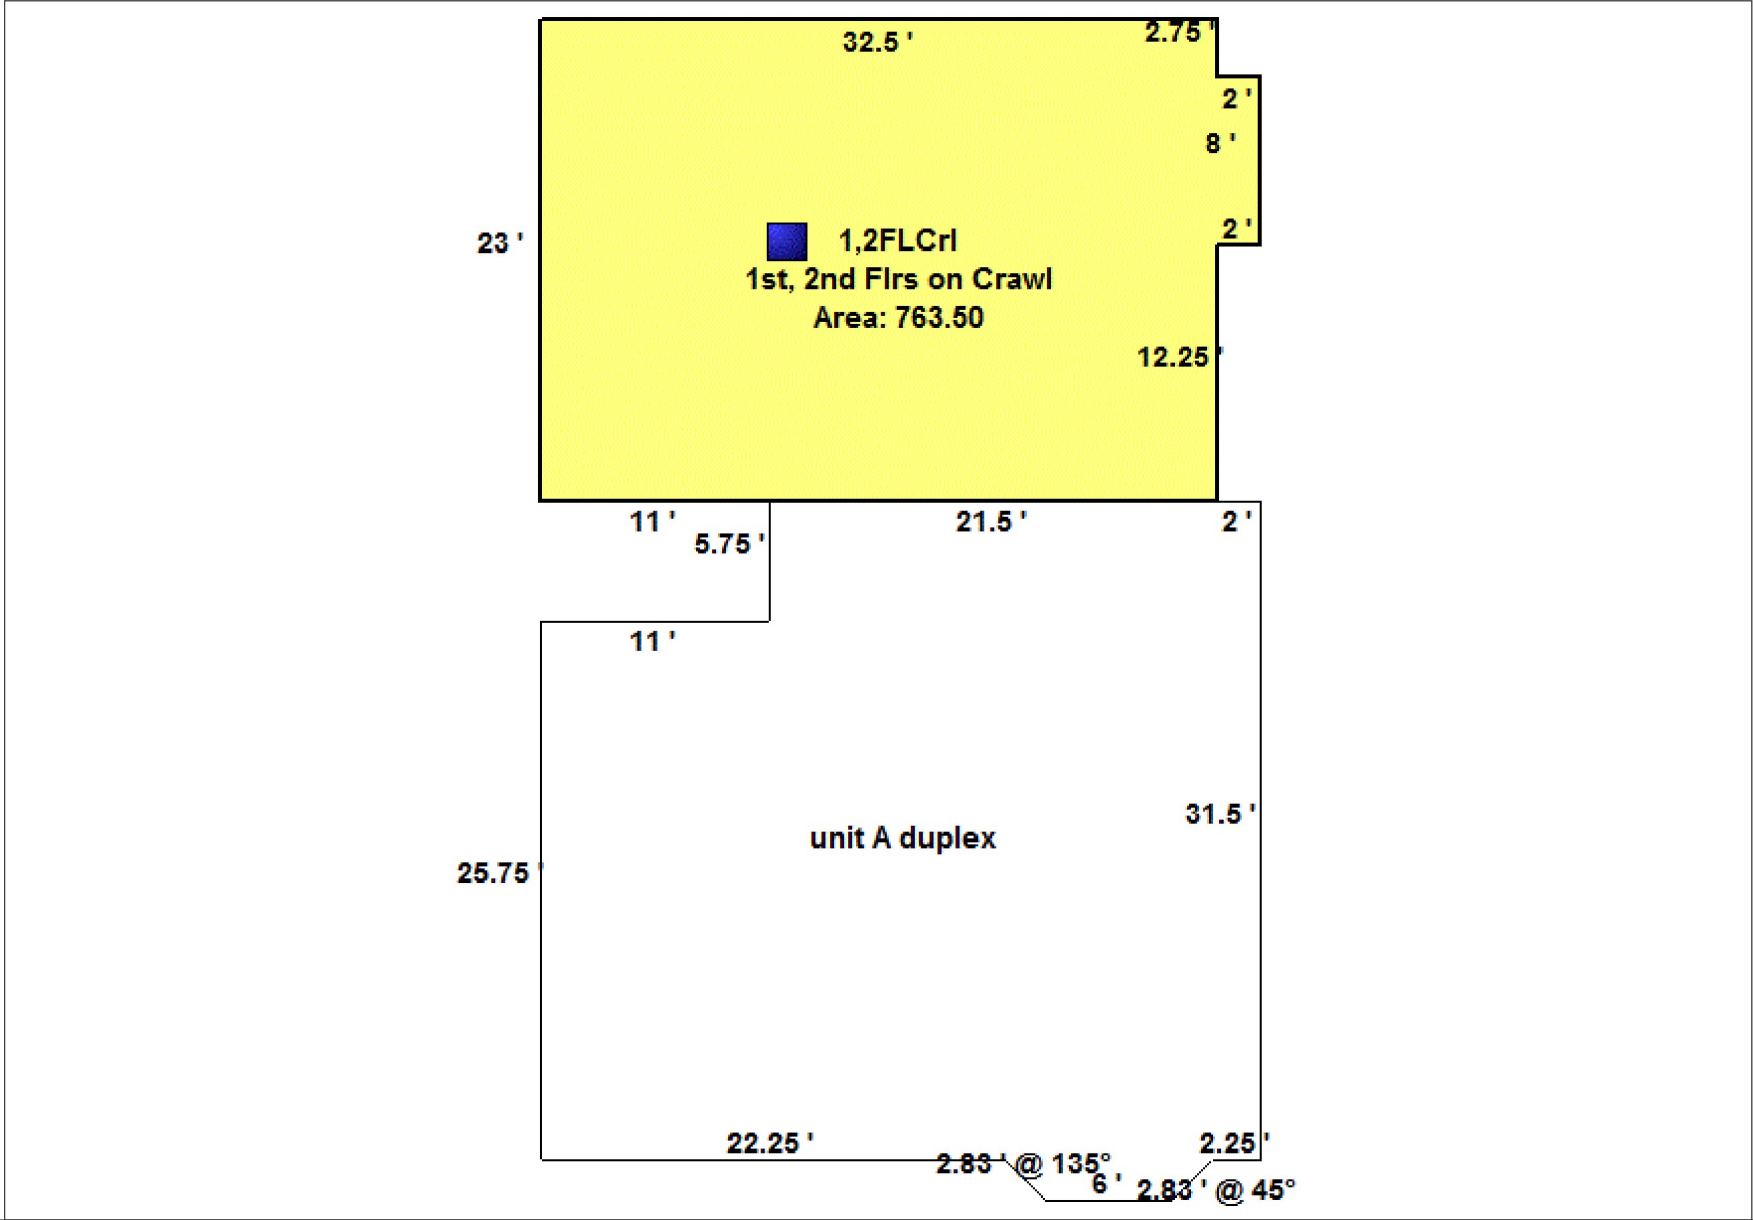 32.5 '
2.75 '
2 '
8 '
2 '
23 '
1,2FLCrl
1st, 2nd Flrs on Crawl
Area: 763.50
12.25 '
11 '
21.5 '
2 '
5.75 '
11 '
31.5 '
unit A duplex
25.75 '
22.25 '
2.25 '
2.83 ' @ 135°
6 '
2.83 ' @ 45°